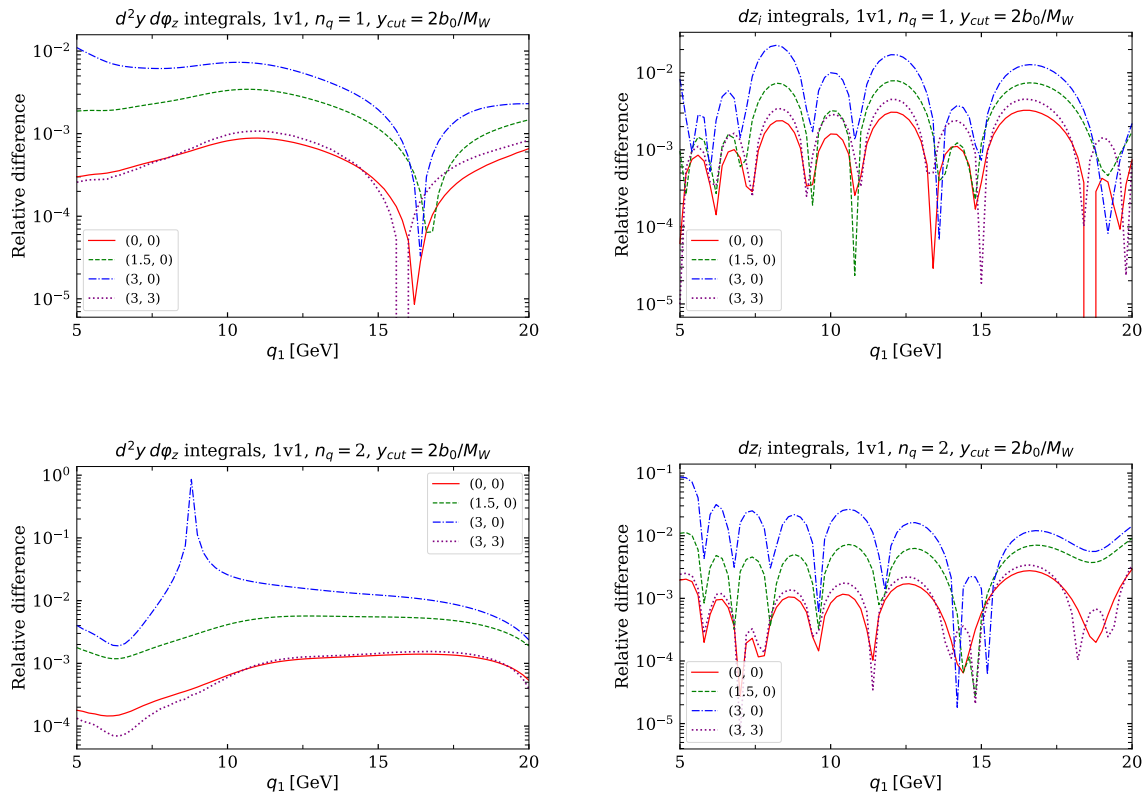 d²y dφ_z integrals, 1v1, n_q = 1, y_cut = 2b_0/M_W
Relative difference
10⁻²
10⁻³
10⁻⁴
10⁻⁵
(0, 0)
(1.5, 0)
(3, 0)
(3, 3)
5 10 15 20
q_1 [GeV]
dz_i integrals, 1v1, n_q = 1, y_cut = 2b_0/M_W
Relative difference
10⁻²
10⁻³
10⁻⁴
10⁻⁵
(0, 0)
(1.5, 0)
(3, 0)
(3, 3)
5 10 15 20
q_1 [GeV]
d²y dφ_z integrals, 1v1, n_q = 2, y_cut = 2b_0/M_W
Relative difference
10⁰
10⁻¹
10⁻²
10⁻³
10⁻⁴
(0, 0)
(1.5, 0)
(3, 0)
(3, 3)
5 10 15 20
q_1 [GeV]
dz_i integrals, 1v1, n_q = 2, y_cut = 2b_0/M_W
Relative difference
10⁻¹
10⁻²
10⁻³
10⁻⁴
10⁻⁵
(0, 0)
(1.5, 0)
(3, 0)
(3, 3)
5 10 15 20
q_1 [GeV]